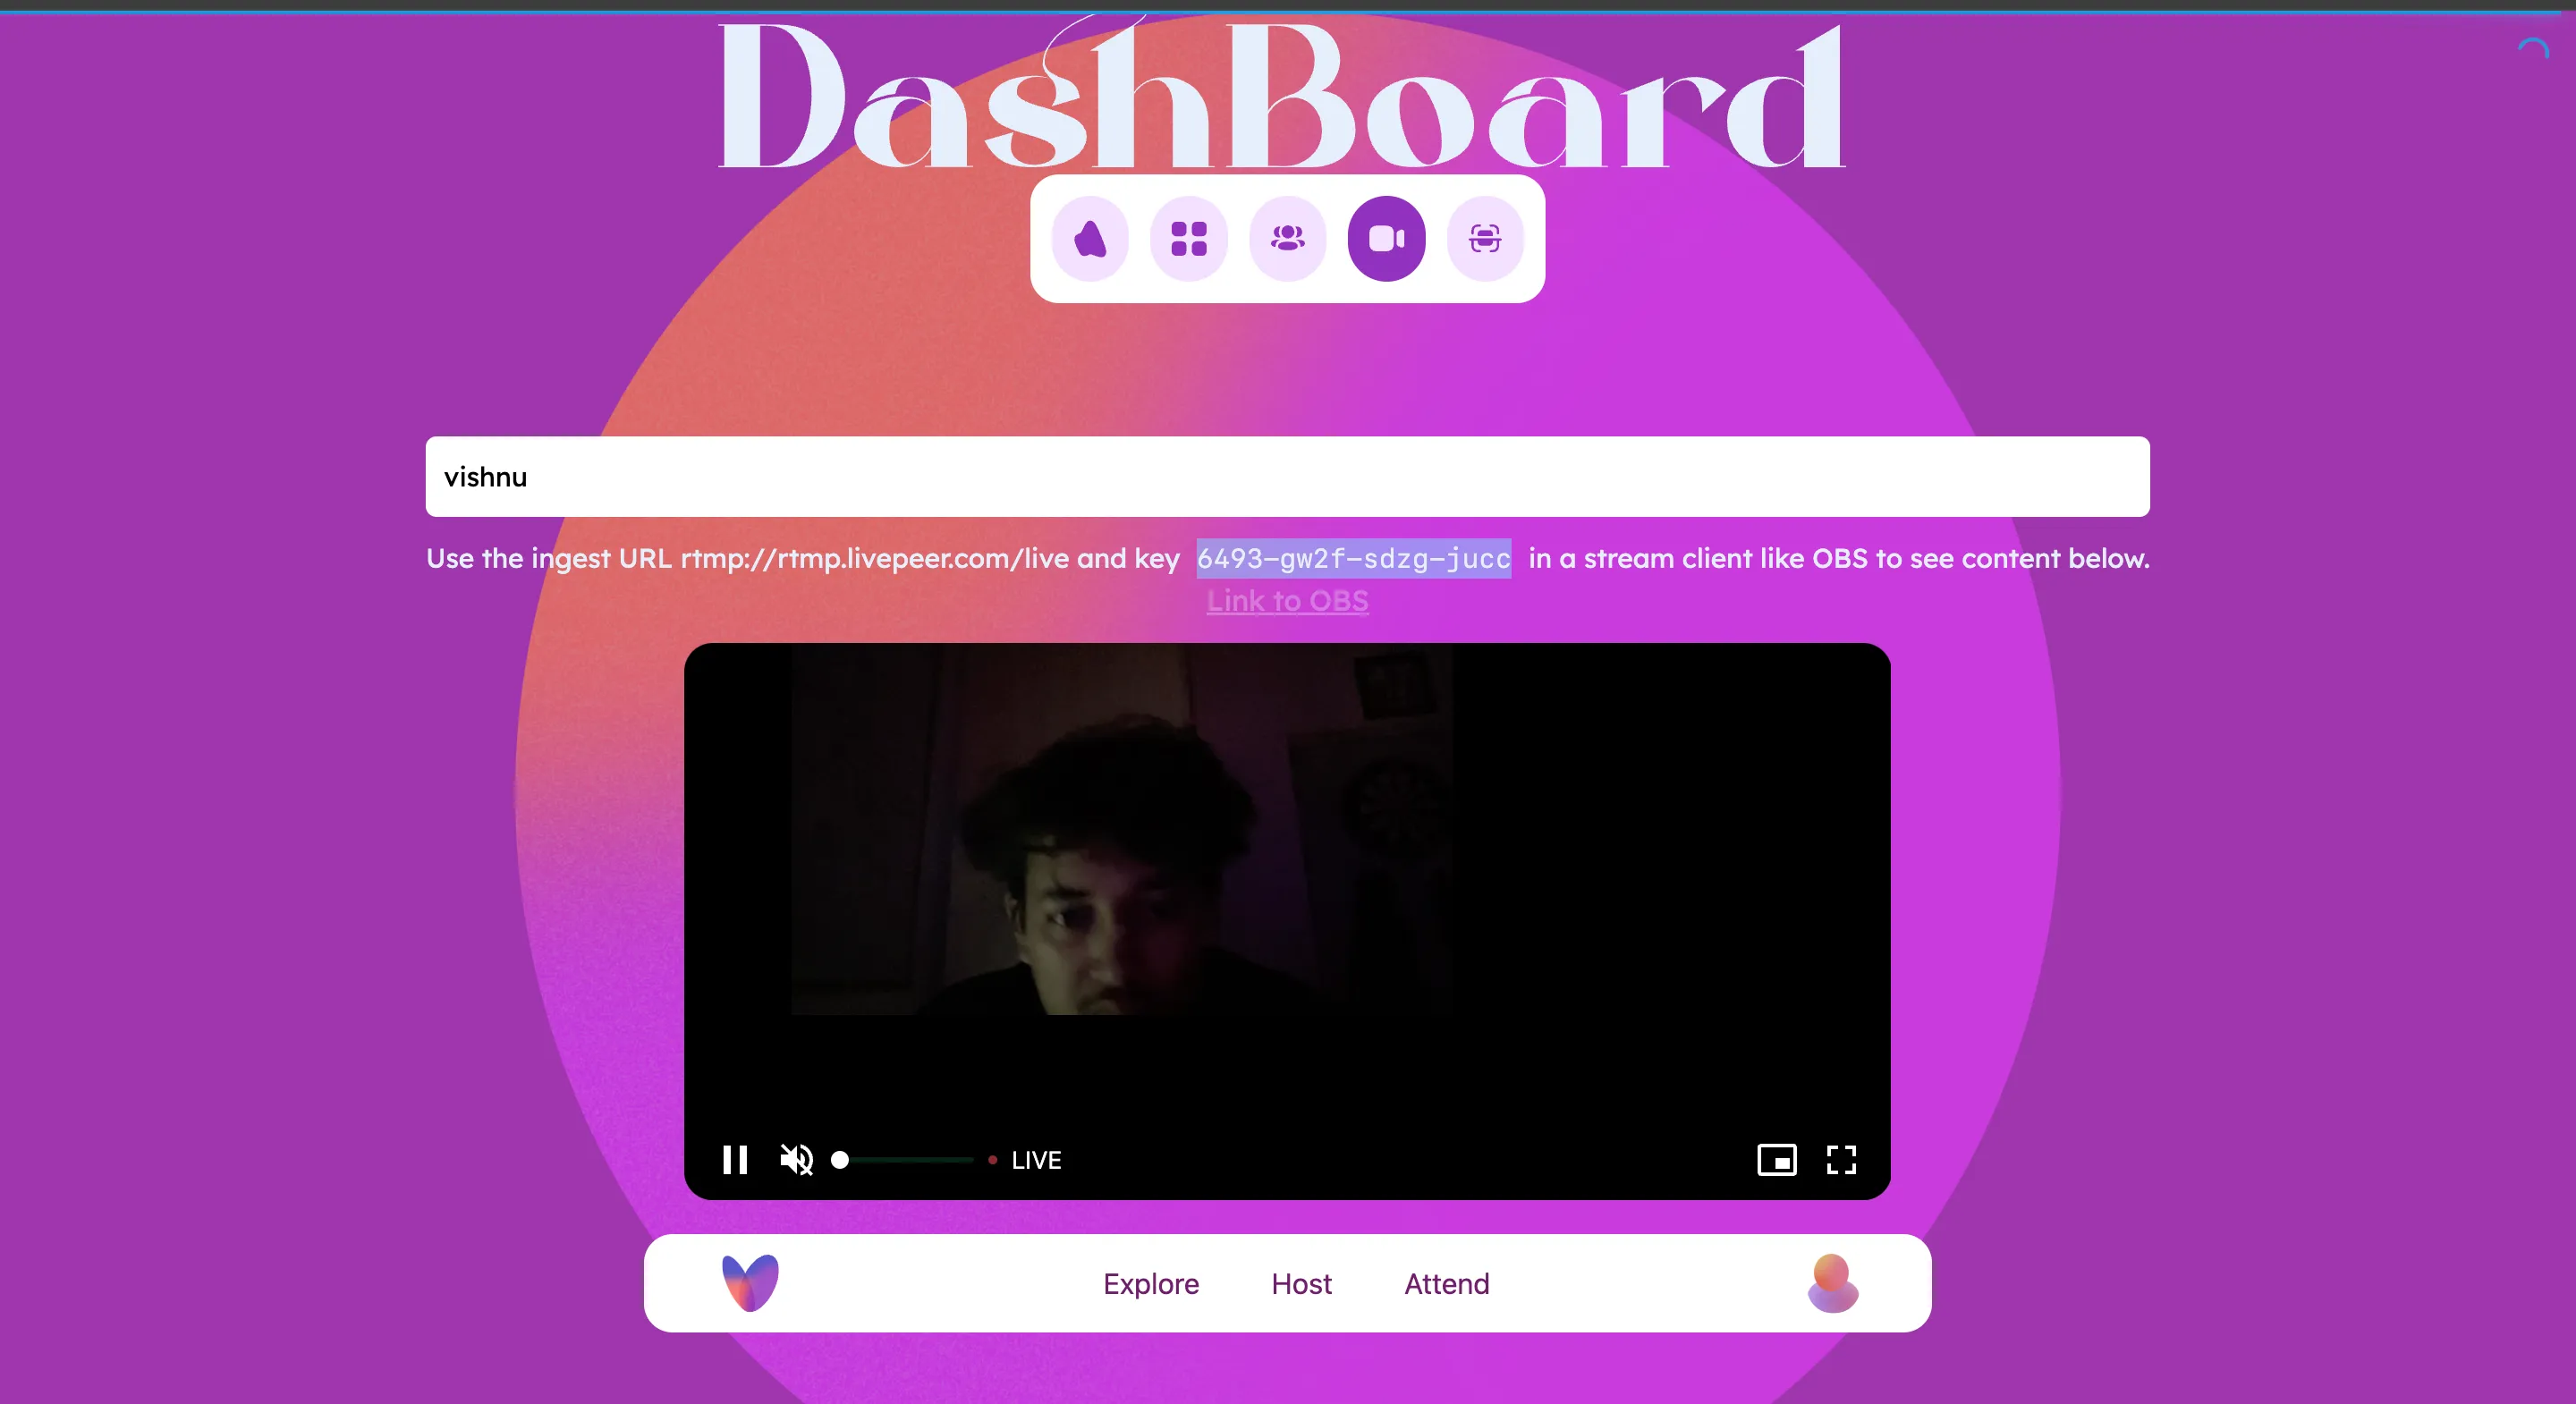 DashBoard
vishnu
Use the ingest URL rtmp://rtmp.livepeer.com/live and key 6493-gw2f-sdzg-jucc in a stream client like OBS to see content below.
Link to OBS
LIVE
Explore Host Attend